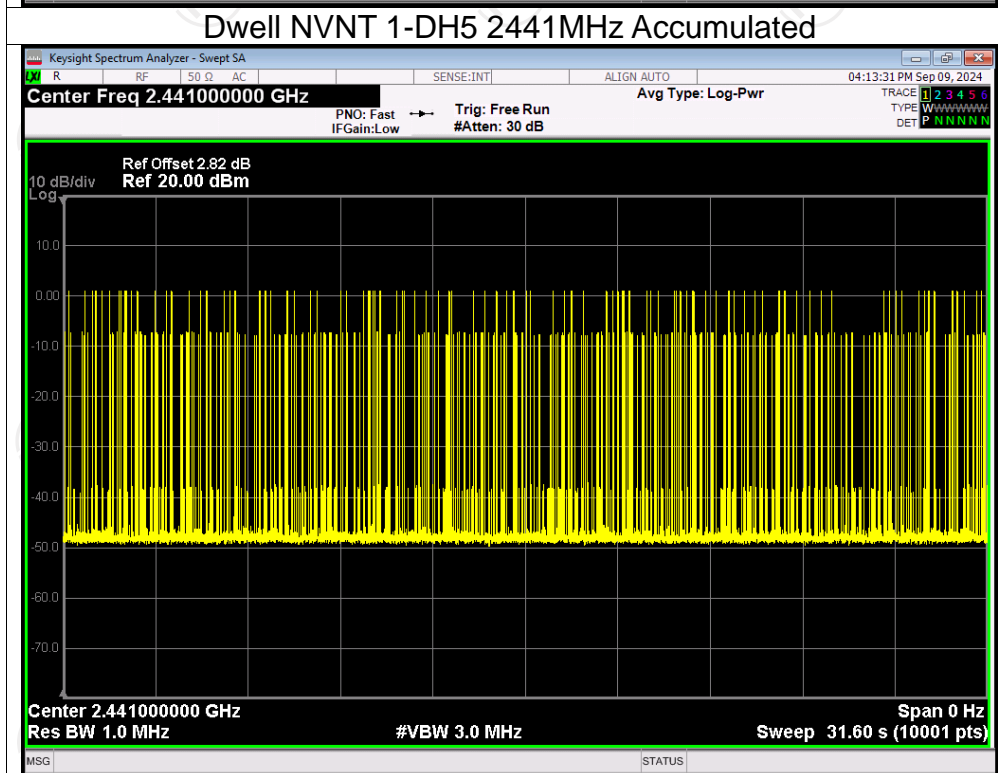 Dwell NVNT 1-DH5 2441MHz Accumulated
Keysight Spectrum Analyzer - Swept SA
LXI R RF 50 Ω AC SENSE:INT ALIGN AUTO 04:13:31 PM Sep 09, 2024
Center Freq 2.441000000 GHz Avg Type: Log-Pwr TRACE 1 2 3 4 5 6
PNO: Fast Trig: Free Run TYPE WWWWWW
IFGain:Low #Atten: 30 dB DET P N N N N N
Ref Offset 2.82 dB
10 dB/div Ref 20.00 dBm
Log
10.0
0.00
-10.0
-20.0
-30.0
-40.0
-50.0
-60.0
-70.0
Center 2.441000000 GHz Span 0 Hz
Res BW 1.0 MHz #VBW 3.0 MHz Sweep 31.60 s (10001 pts)
MSG STATUS